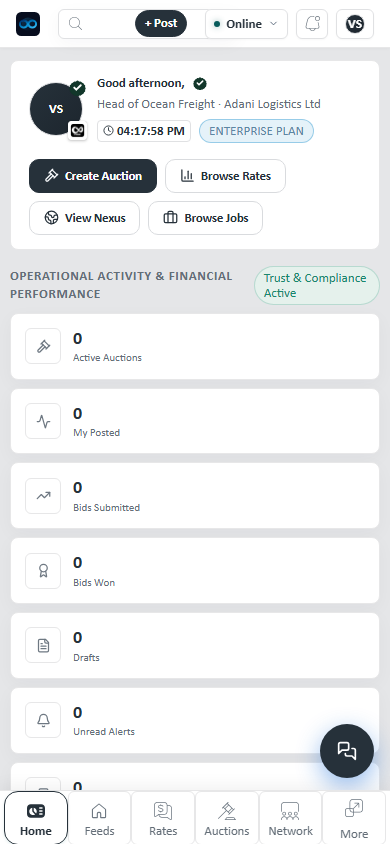 + Post
Online
VS
VS
Good afternoon,
Head of Ocean Freight · Adani Logistics Ltd
04:17:58 PM
ENTERPRISE PLAN
Create Auction
Browse Rates
View Nexus
Browse Jobs
OPERATIONAL ACTIVITY & FINANCIAL
PERFORMANCE
Trust & Compliance
Active
0
Active Auctions
0
My Posted
0
Bids Submitted
0
Bids Won
0
Drafts
0
Unread Alerts
0
Home
Feeds
Rates
Auctions
Network
More